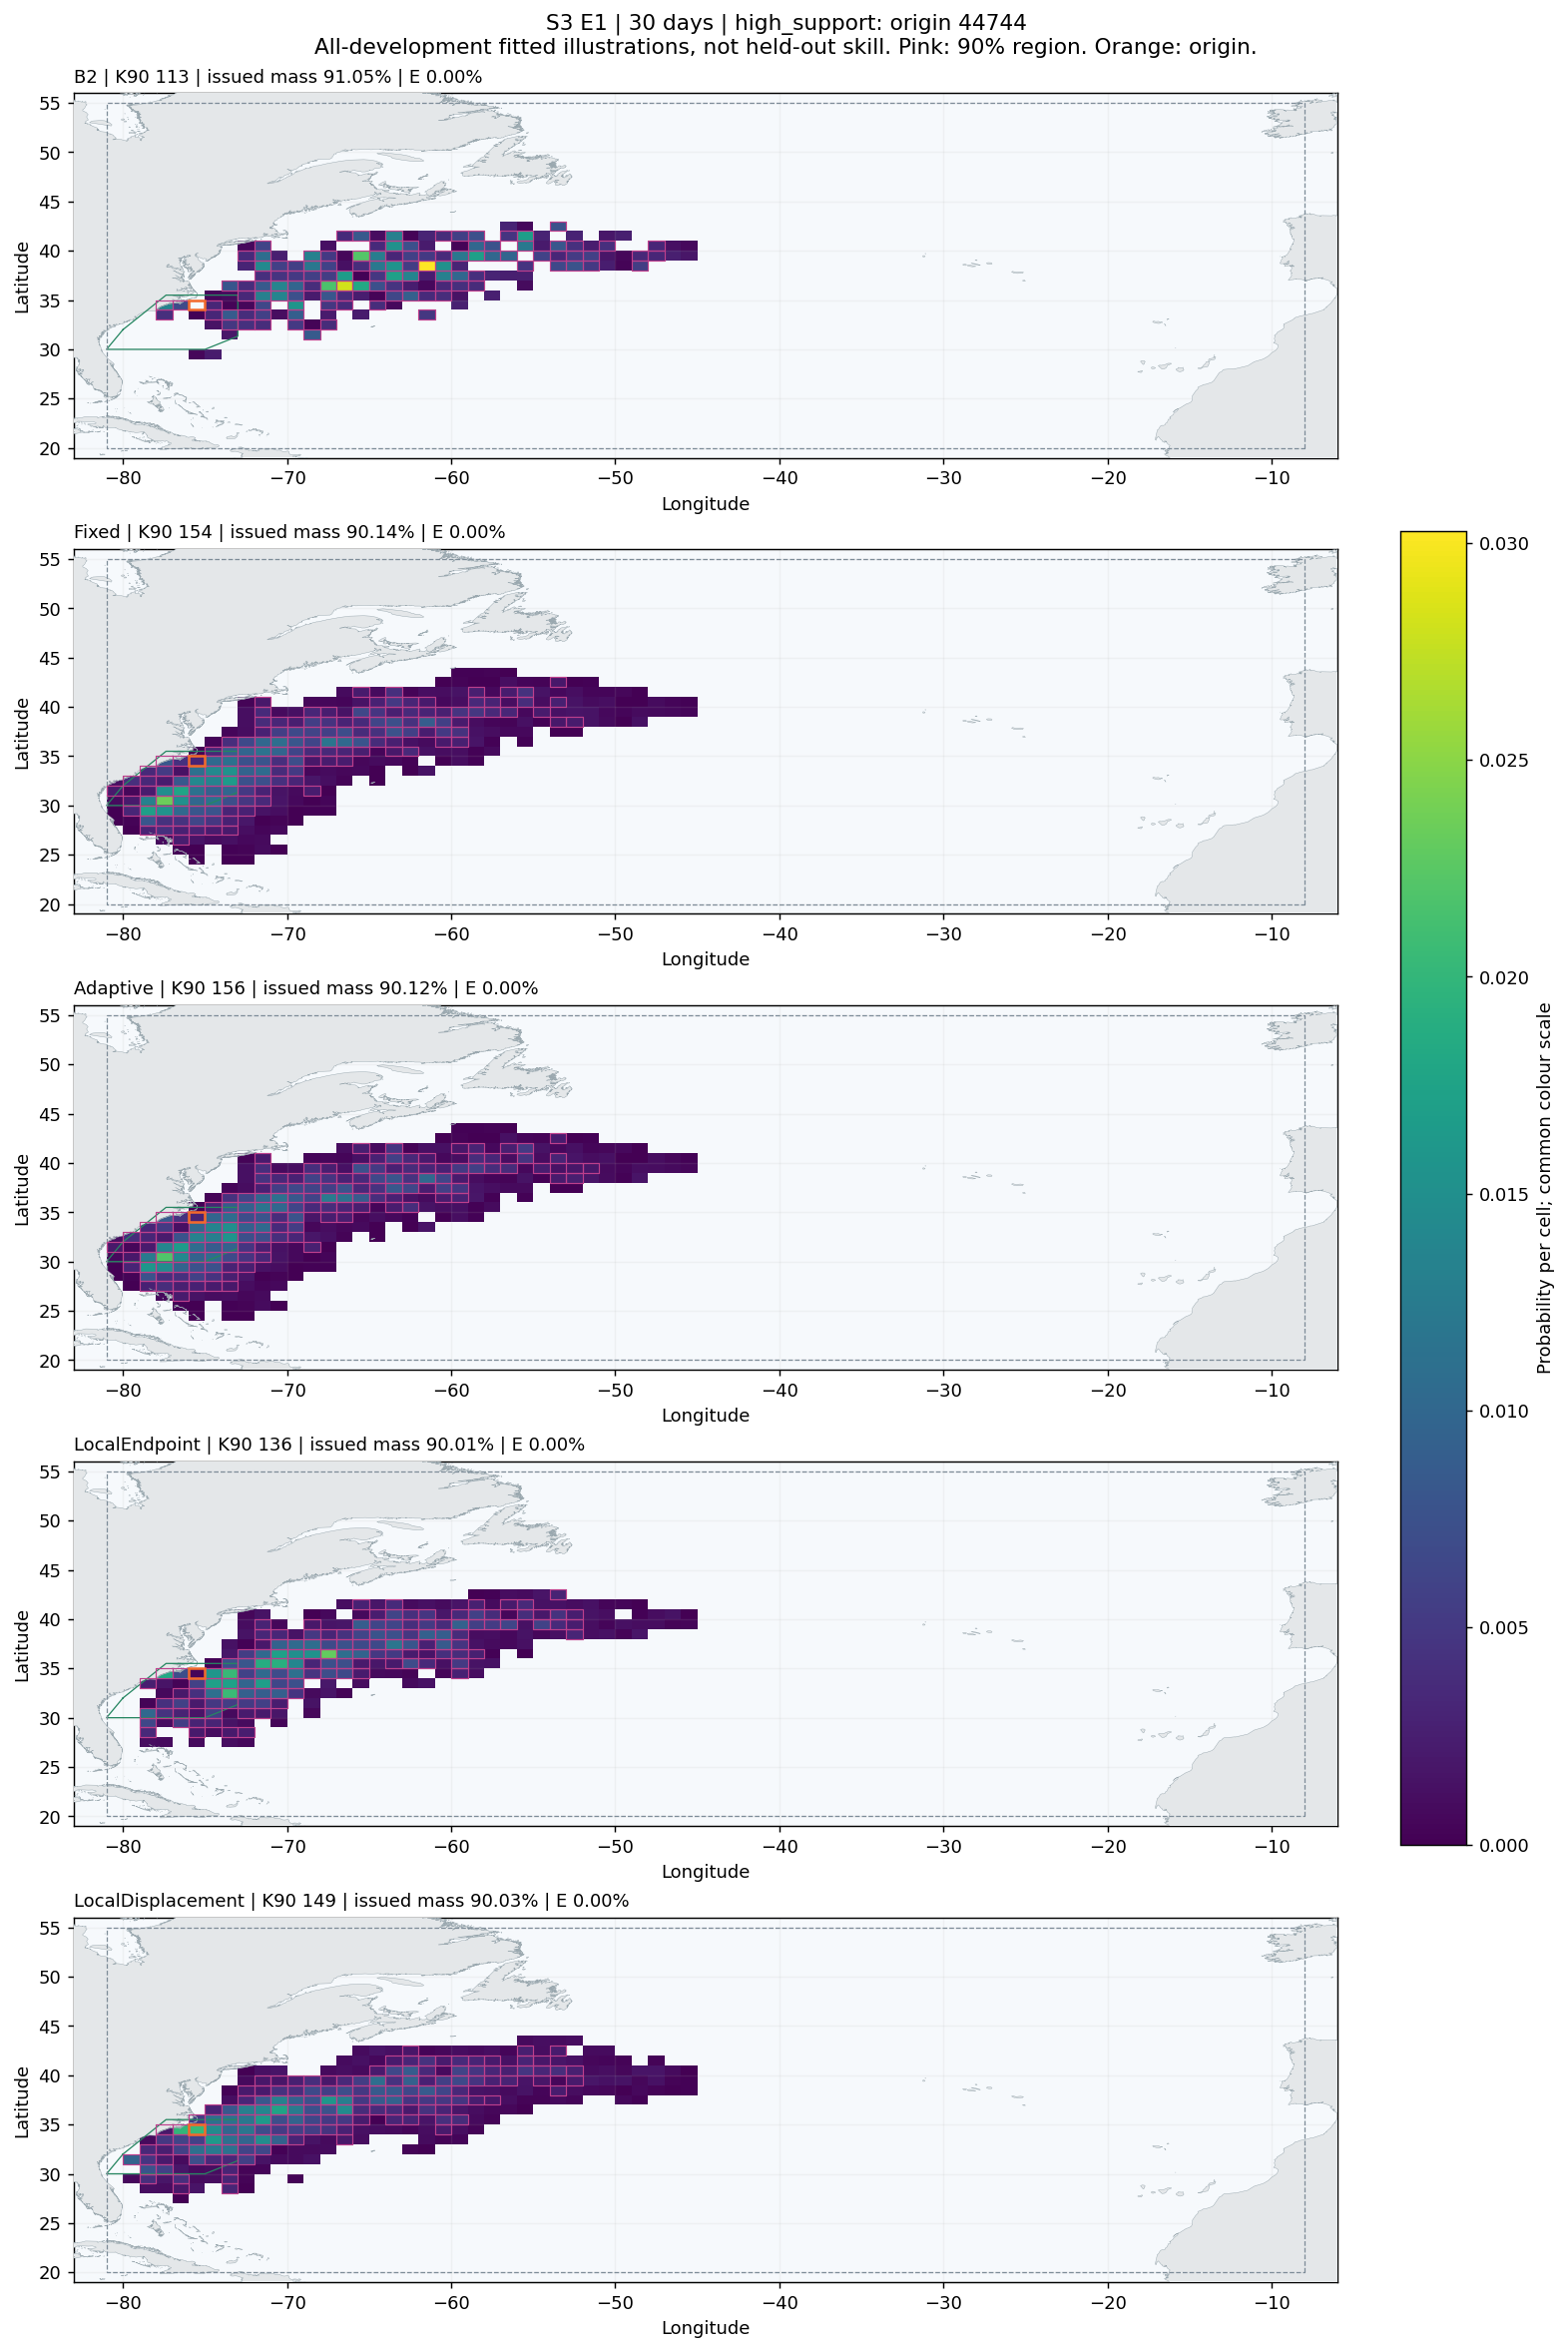 S3 E1 | 30 days | high_support: origin 44744
All-development fitted illustrations, not held-out skill. Pink: 90% region. Orange: origin.
B2 | K90 113 | issued mass 91.05% | E 0.00%
55
50
45
40
35
30
25
20
Latitude
−80 −70 −60 −50 −40 −30 −20 −10
Longitude
Fixed | K90 154 | issued mass 90.14% | E 0.00%
55
50
45
40
35
30
25
20
Latitude
−80 −70 −60 −50 −40 −30 −20 −10
Longitude
Adaptive | K90 156 | issued mass 90.12% | E 0.00%
55
50
45
40
35
30
25
20
Latitude
−80 −70 −60 −50 −40 −30 −20 −10
Longitude
LocalEndpoint | K90 136 | issued mass 90.01% | E 0.00%
55
50
45
40
35
30
25
20
Latitude
−80 −70 −60 −50 −40 −30 −20 −10
Longitude
LocalDisplacement | K90 149 | issued mass 90.03% | E 0.00%
55
50
45
40
35
30
25
20
Latitude
−80 −70 −60 −50 −40 −30 −20 −10
Longitude
0.030
0.025
0.020
0.015
0.010
0.005
0.000
Probability per cell; common colour scale